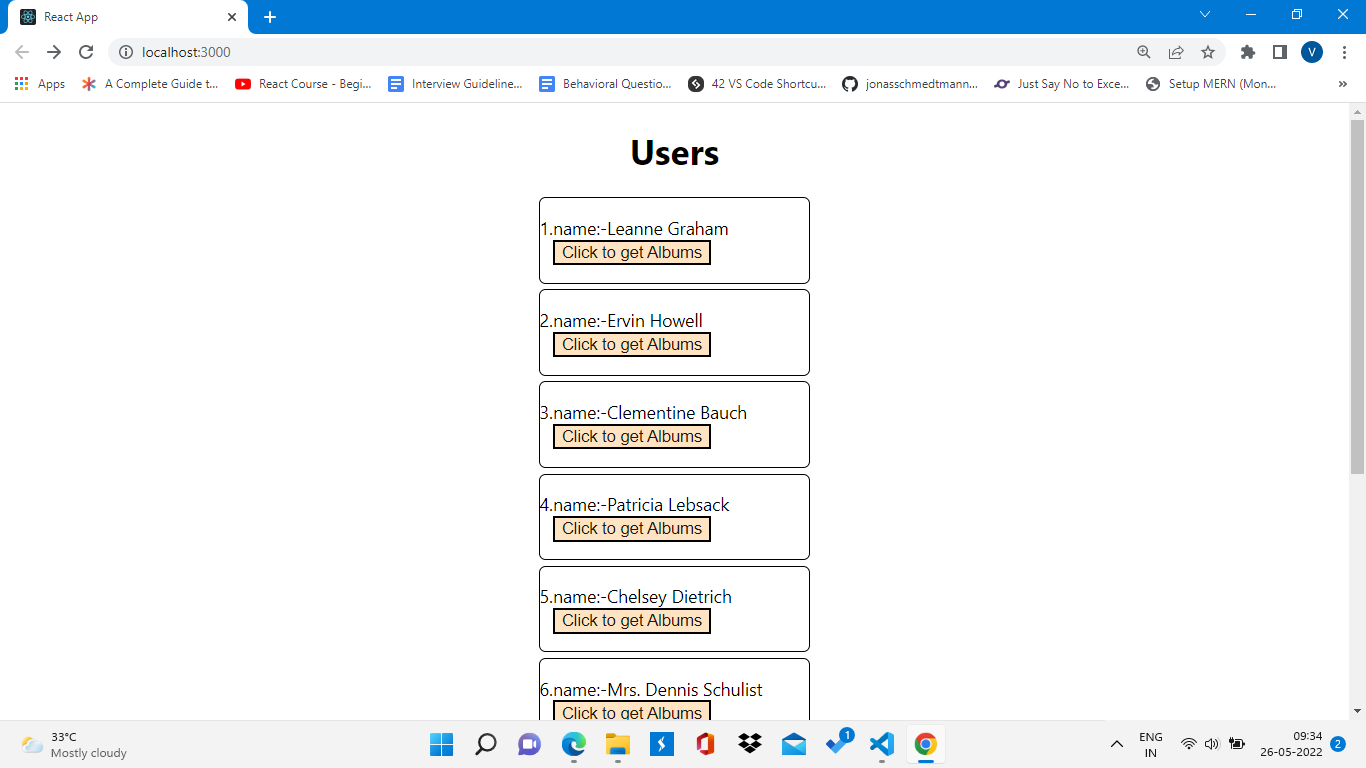 React App
localhost:3000
V
Apps
A Complete Guide t...
React Course - Begi...
Interview Guideline...
Behavioral Questio...
42 VS Code Shortcu...
jonasschmedtmann...
Just Say No to Exce...
Setup MERN (Mon...
»
Users
1.name:-Leanne Graham
Click to get Albums
2.name:-Ervin Howell
Click to get Albums
3.name:-Clementine Bauch
Click to get Albums
4.name:-Patricia Lebsack
Click to get Albums
5.name:-Chelsey Dietrich
Click to get Albums
6.name:-Mrs. Dennis Schulist
Click to get Albums
33°C
Mostly cloudy
1
ENG
IN
09:34
26-05-2022
2